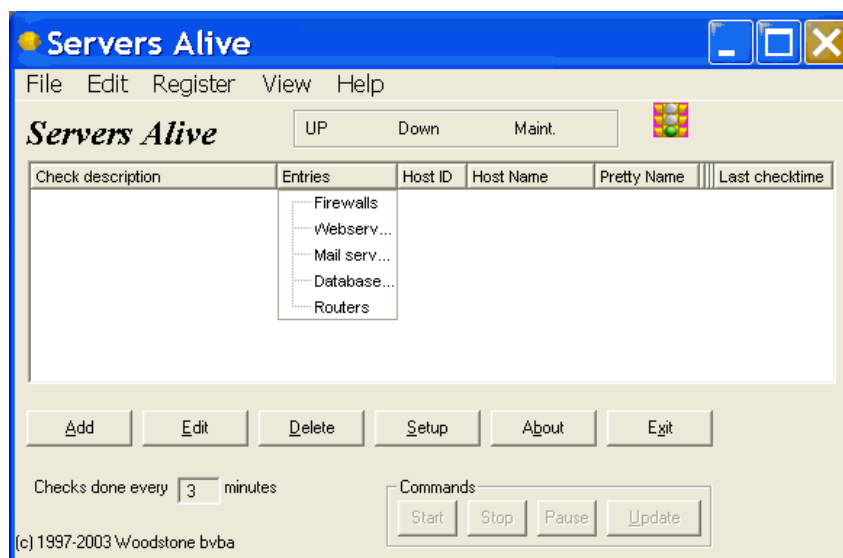 Servers Alive
File Edit Register View Help
Servers Alive UP Down Maint.
Check description Entries Host ID Host Name Pretty Name Last checktime
Firewalls
Webserv...
Mail serv...
Database...
Routers
Add Edit Delete Setup About Exit
Checks done every 3 minutes
Commands
Start Stop Pause Update
(c) 1997-2003 Woodstone bvba